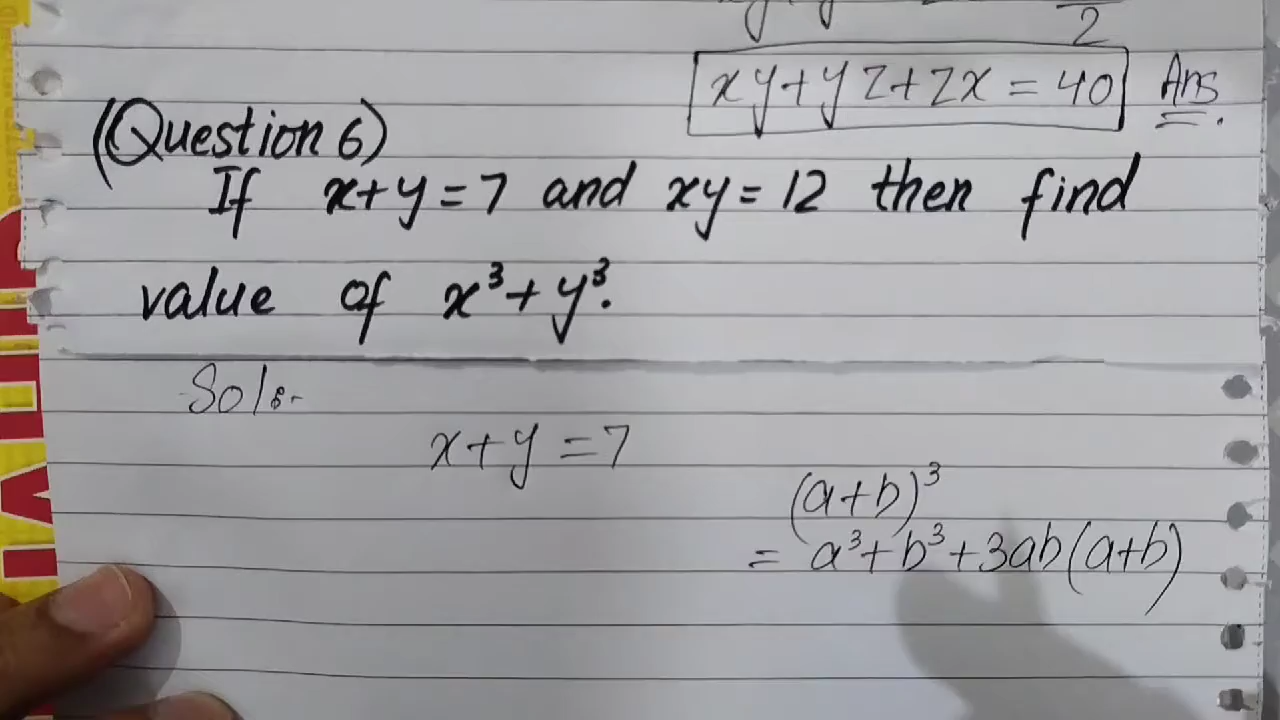 2
xy+yz+zx = 40 Ans.
(Question 6)
If x+y=7 and xy=12 then find
value of x³+y³.
Sol:-
x+y=7
(a+b)³
= a³+b³+3ab(a+b)